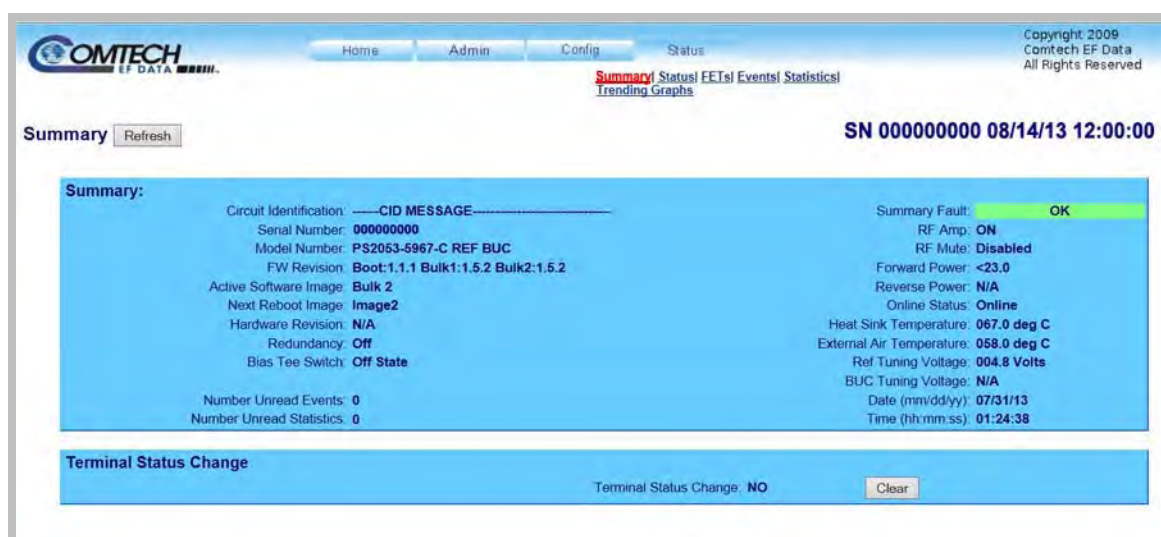 COMTECH
EF DATA
Home Admin Config Status
Copyright 2009
Comtech EF Data
All Rights Reserved
Summary| Status| FETs| Events| Statistics|
Trending Graphs
Summary Refresh
SN 000000000 08/14/13 12:00:00
Summary:
Circuit Identification: ------CID MESSAGE------------------------------------
Serial Number: 000000000
Model Number: PS2053-5967-C REF BUC
FW Revision: Boot:1.1.1 Bulk1:1.5.2 Bulk2:1.5.2
Active Software Image: Bulk 2
Next Reboot Image: Image2
Hardware Revision: N/A
Redundancy: Off
Bias Tee Switch: Off State
Number Unread Events: 0
Number Unread Statistics: 0
Summary Fault: OK
RF Amp: ON
RF Mute: Disabled
Forward Power: <23.0
Reverse Power: N/A
Online Status: Online
Heat Sink Temperature: 067.0 deg C
External Air Temperature: 058.0 deg C
Ref Tuning Voltage: 004.8 Volts
BUC Tuning Voltage: N/A
Date (mm/dd/yy): 07/31/13
Time (hh:mm:ss): 01:24:38
Terminal Status Change
Terminal Status Change: NO Clear